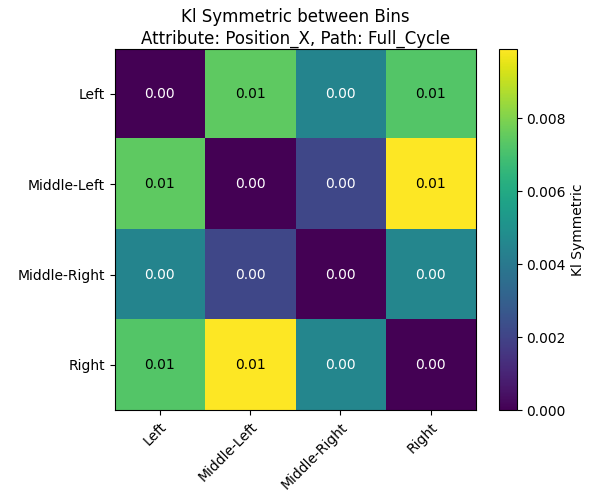 Kl Symmetric between Bins
Attribute: Position_X, Path: Full_Cycle
Left 0.00 0.01 0.00 0.01
Middle-Left 0.01 0.00 0.00 0.01
Middle-Right 0.00 0.00 0.00 0.00
Right 0.01 0.01 0.00 0.00
Left Middle-Left Middle-Right Right
0.008
0.006
0.004
0.002
0.000
Kl Symmetric